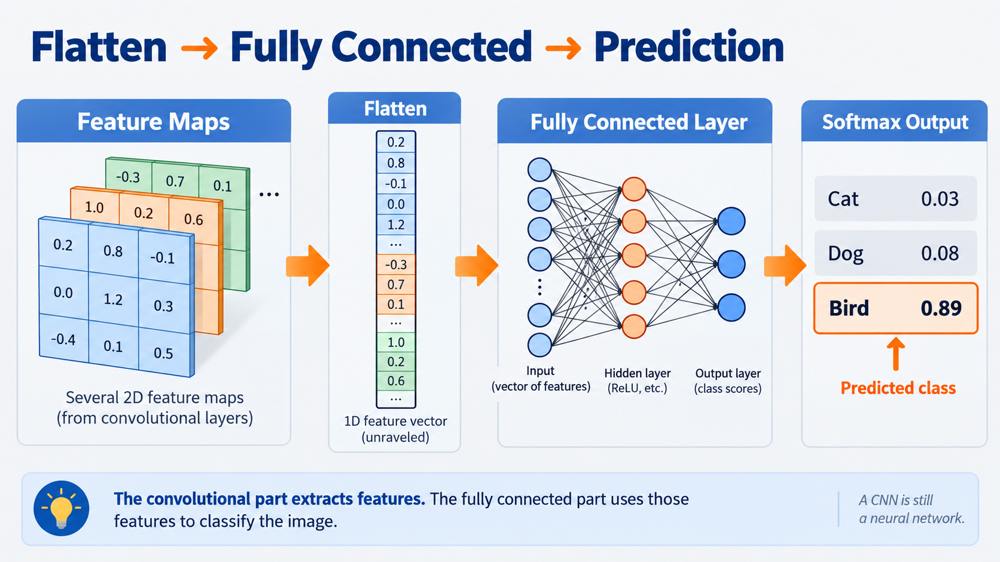 Flatten → Fully Connected → Prediction
Feature Maps
-0.3 0.7 0.1
...
1.0 0.2 0.6
0.2 0.8 -0.1
0.0 1.2 0.3
-0.4 0.1 0.5
Several 2D feature maps
(from convolutional layers)
Flatten
0.2
0.8
-0.1
0.0
1.2
...
-0.3
0.7
0.1
...
1.0
0.2
0.6
...
1D feature vector
(unraveled)
Fully Connected Layer
Input
(vector of features)
Hidden layer
(ReLU, etc.)
Output layer
(class scores)
Softmax Output
Cat 0.03
Dog 0.08
Bird 0.89
Predicted class
The convolutional part extracts features. The fully connected part uses those
features to classify the image.
A CNN is still
a neural network.